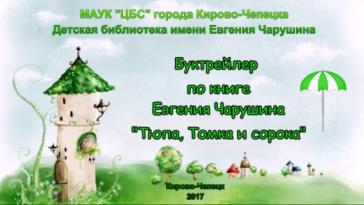 МАУК "ЦБС" города Кирово-Чепецка
Детская библиотека имени Евгения Чарушина
Буктрейлер
по книге
Евгения Чарушина
"Тюпа, Томка и сорока"
Кирово-Чепецк
2017